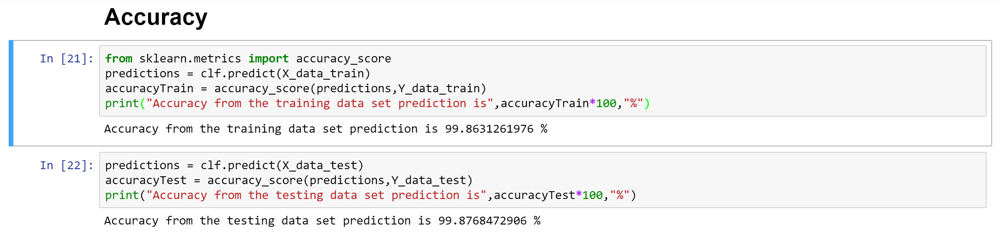 Accuracy
In [21]:
from sklearn.metrics import accuracy_score
predictions = clf.predict(X_data_train)
accuracyTrain = accuracy_score(predictions,Y_data_train)
print("Accuracy from the training data set prediction is",accuracyTrain*100,"%")
Accuracy from the training data set prediction is 99.8631261976 %
In [22]:
predictions = clf.predict(X_data_test)
accuracyTest = accuracy_score(predictions,Y_data_test)
print("Accuracy from the testing data set prediction is",accuracyTest*100,"%")
Accuracy from the testing data set prediction is 99.8768472906 %